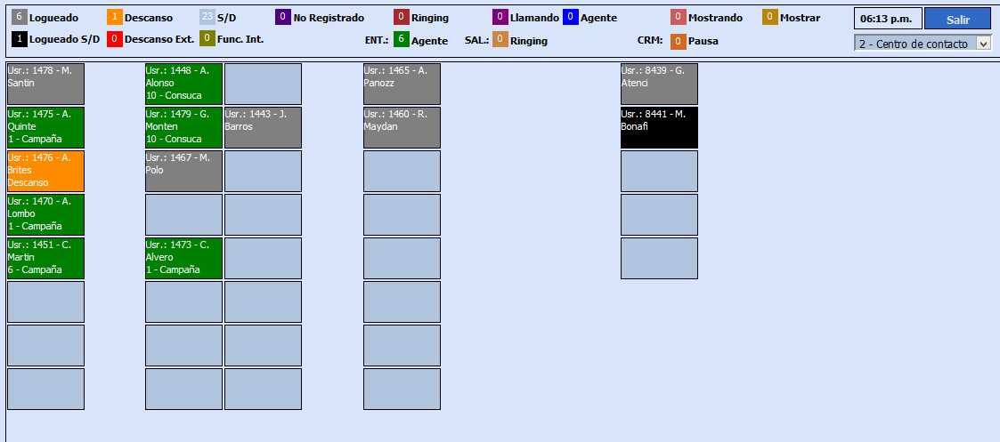 6 Logueado 1 Descanso 23 S/D 0 No Registrado 0 Ringing 0 Llamando 0 Agente 0 Mostrando 0 Mostrar 06:13 p.m. Salir
1 Logueado S/D 0 Descanso Ext. 0 Func. Int. ENT.: 6 Agente SAL.: 0 Ringing CRM: 0 Pausa 2 - Centro de contacto
Usr.: 1478 - M.
Santin
Usr.: 1448 - A.
Alonso
10 - Consuca
Usr.: 1465 - A.
Panozz
Usr.: 8439 - G.
Atenci
Usr.: 1475 - A.
Quinte
1 - Campaña
Usr.: 1479 - G.
Monten
10 - Consuca
Usr.: 1443 - J.
Barros
Usr.: 1460 - R.
Maydan
Usr.: 8441 - M.
Bonafi
Usr.: 1476 - A.
Brites
Descanso
Usr.: 1467 - M.
Polo
Usr.: 1470 - A.
Lombo
1 - Campaña
Usr.: 1451 - C.
Martin
6 - Campaña
Usr.: 1473 - C.
Alvero
1 - Campaña